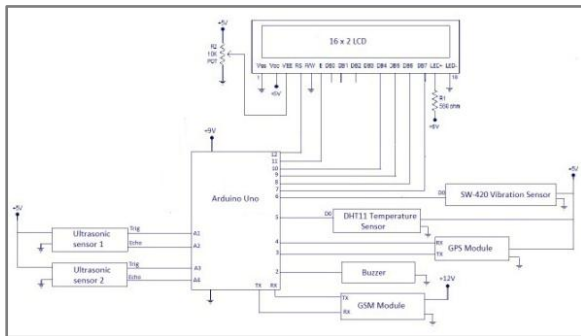 +5V
16 x 2 LCD
R2
10K
POT
Vss Vcc VEE RS R/W E DB0 DB1 DB2 DB3 DB4 DB5 DB6 DB7 LED+ LED-
1
16
+5V
R1
560 ohm
+5V
+9V
12
11
10
9
8
7
6
Arduino Uno
D0
SW-420 Vibration Sensor
+5V
5
D0
DHT11 Temperature
Sensor
+5V
Ultrasonic
sensor 1
Trig
Echo
A1
A2
4
3
RX
TX
GPS Module
Ultrasonic
sensor 2
Trig
Echo
A3
A4
2
Buzzer
+12V
TX
RX
TX
RX
GSM Module